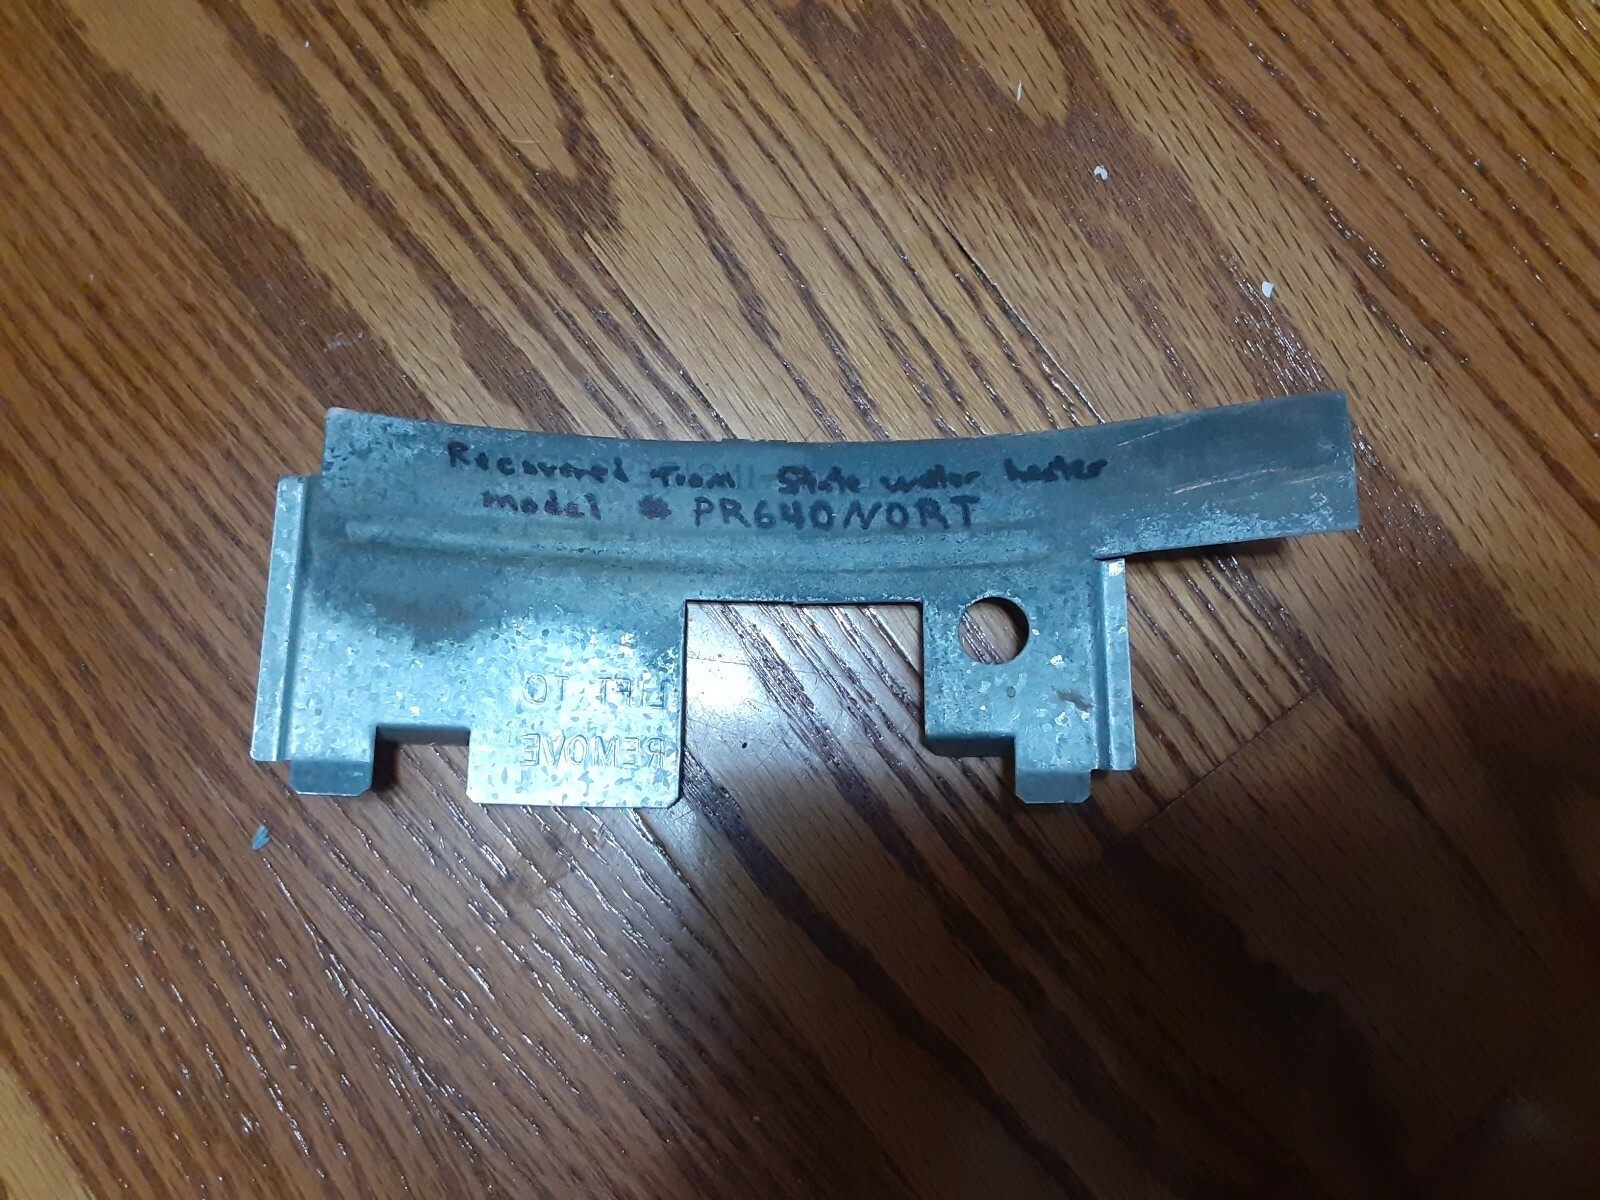 Recovered from State water heater
model # PR640NORT
LIFT TO
REMOVE